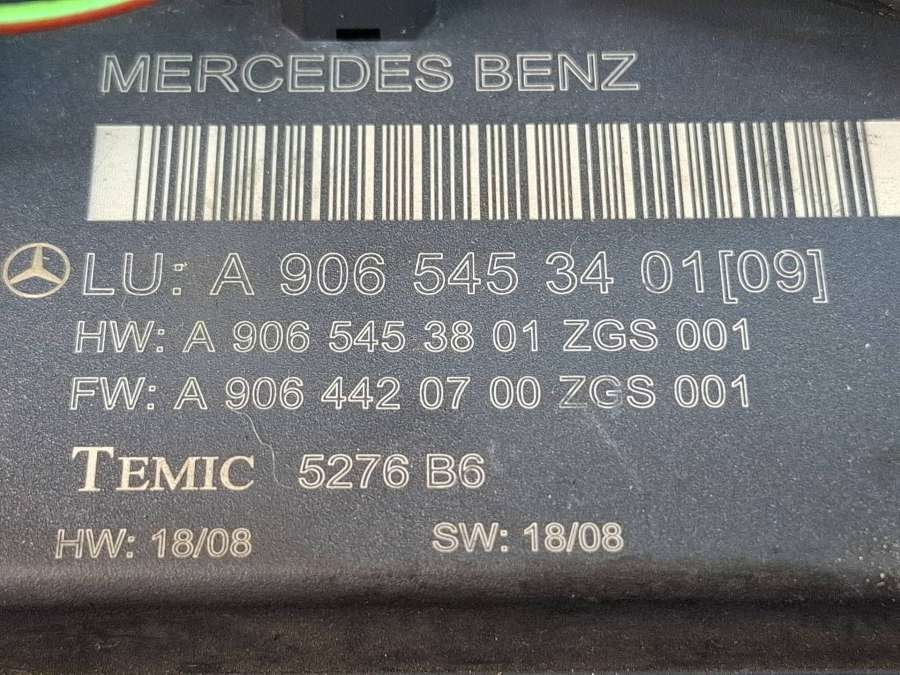 MERCEDES BENZ
LU: A 906 545 34 01[09]
HW: A 906 545 38 01 ZGS 001
FW: A 906 442 07 00 ZGS 001
TEMIC 5276 B6
HW: 18/08 SW: 18/08